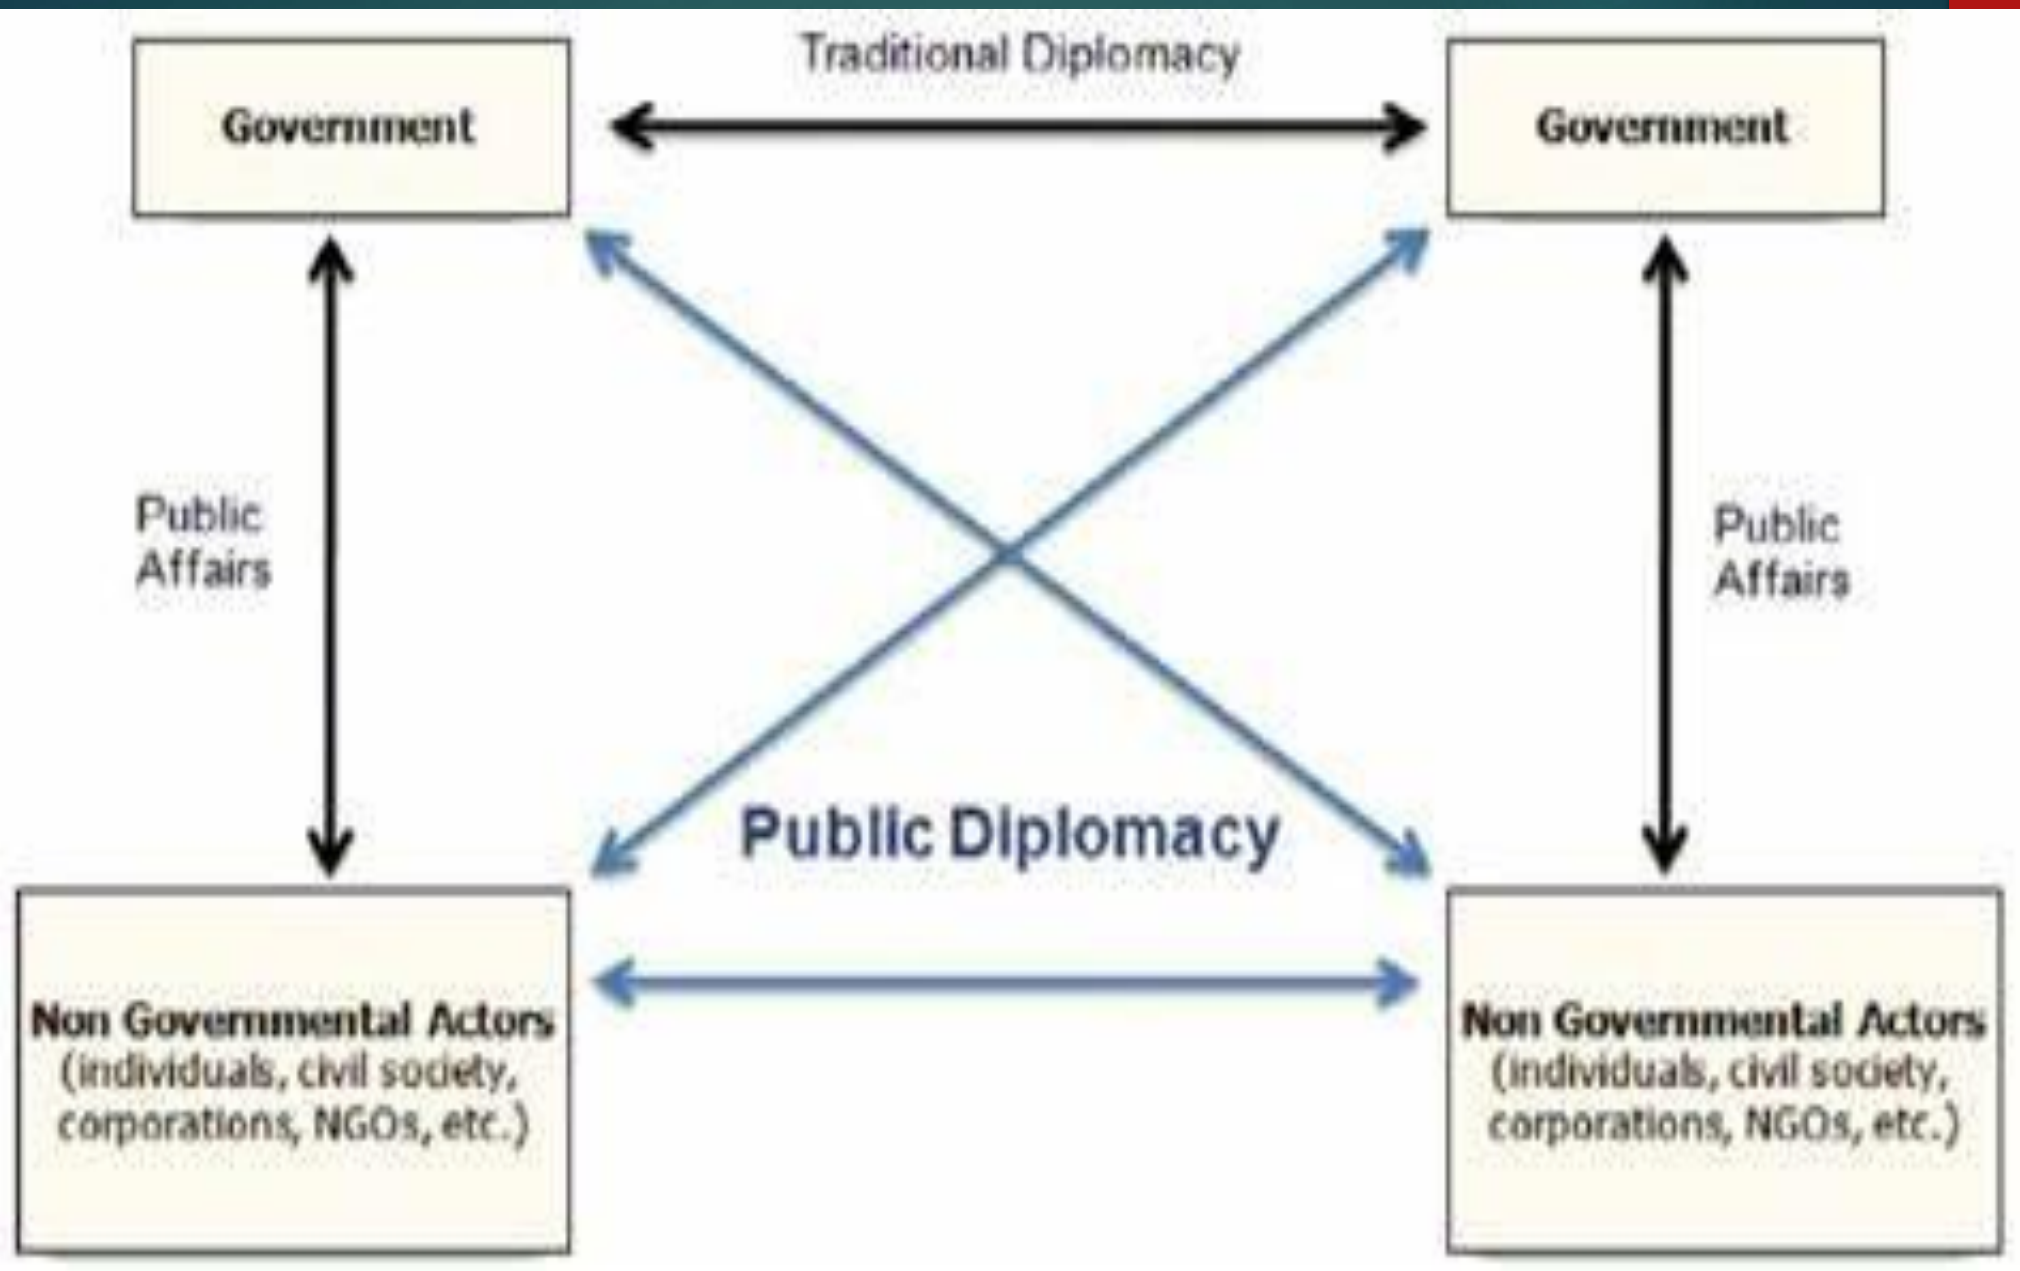 Traditional Diplomacy
Government
Government
Public
Affairs
Public
Affairs
Public Diplomacy
Non Governmental Actors
(individuals, civil society,
corporations, NGOs, etc.)
Non Governmental Actors
(individuals, civil society,
corporations, NGOs, etc.)